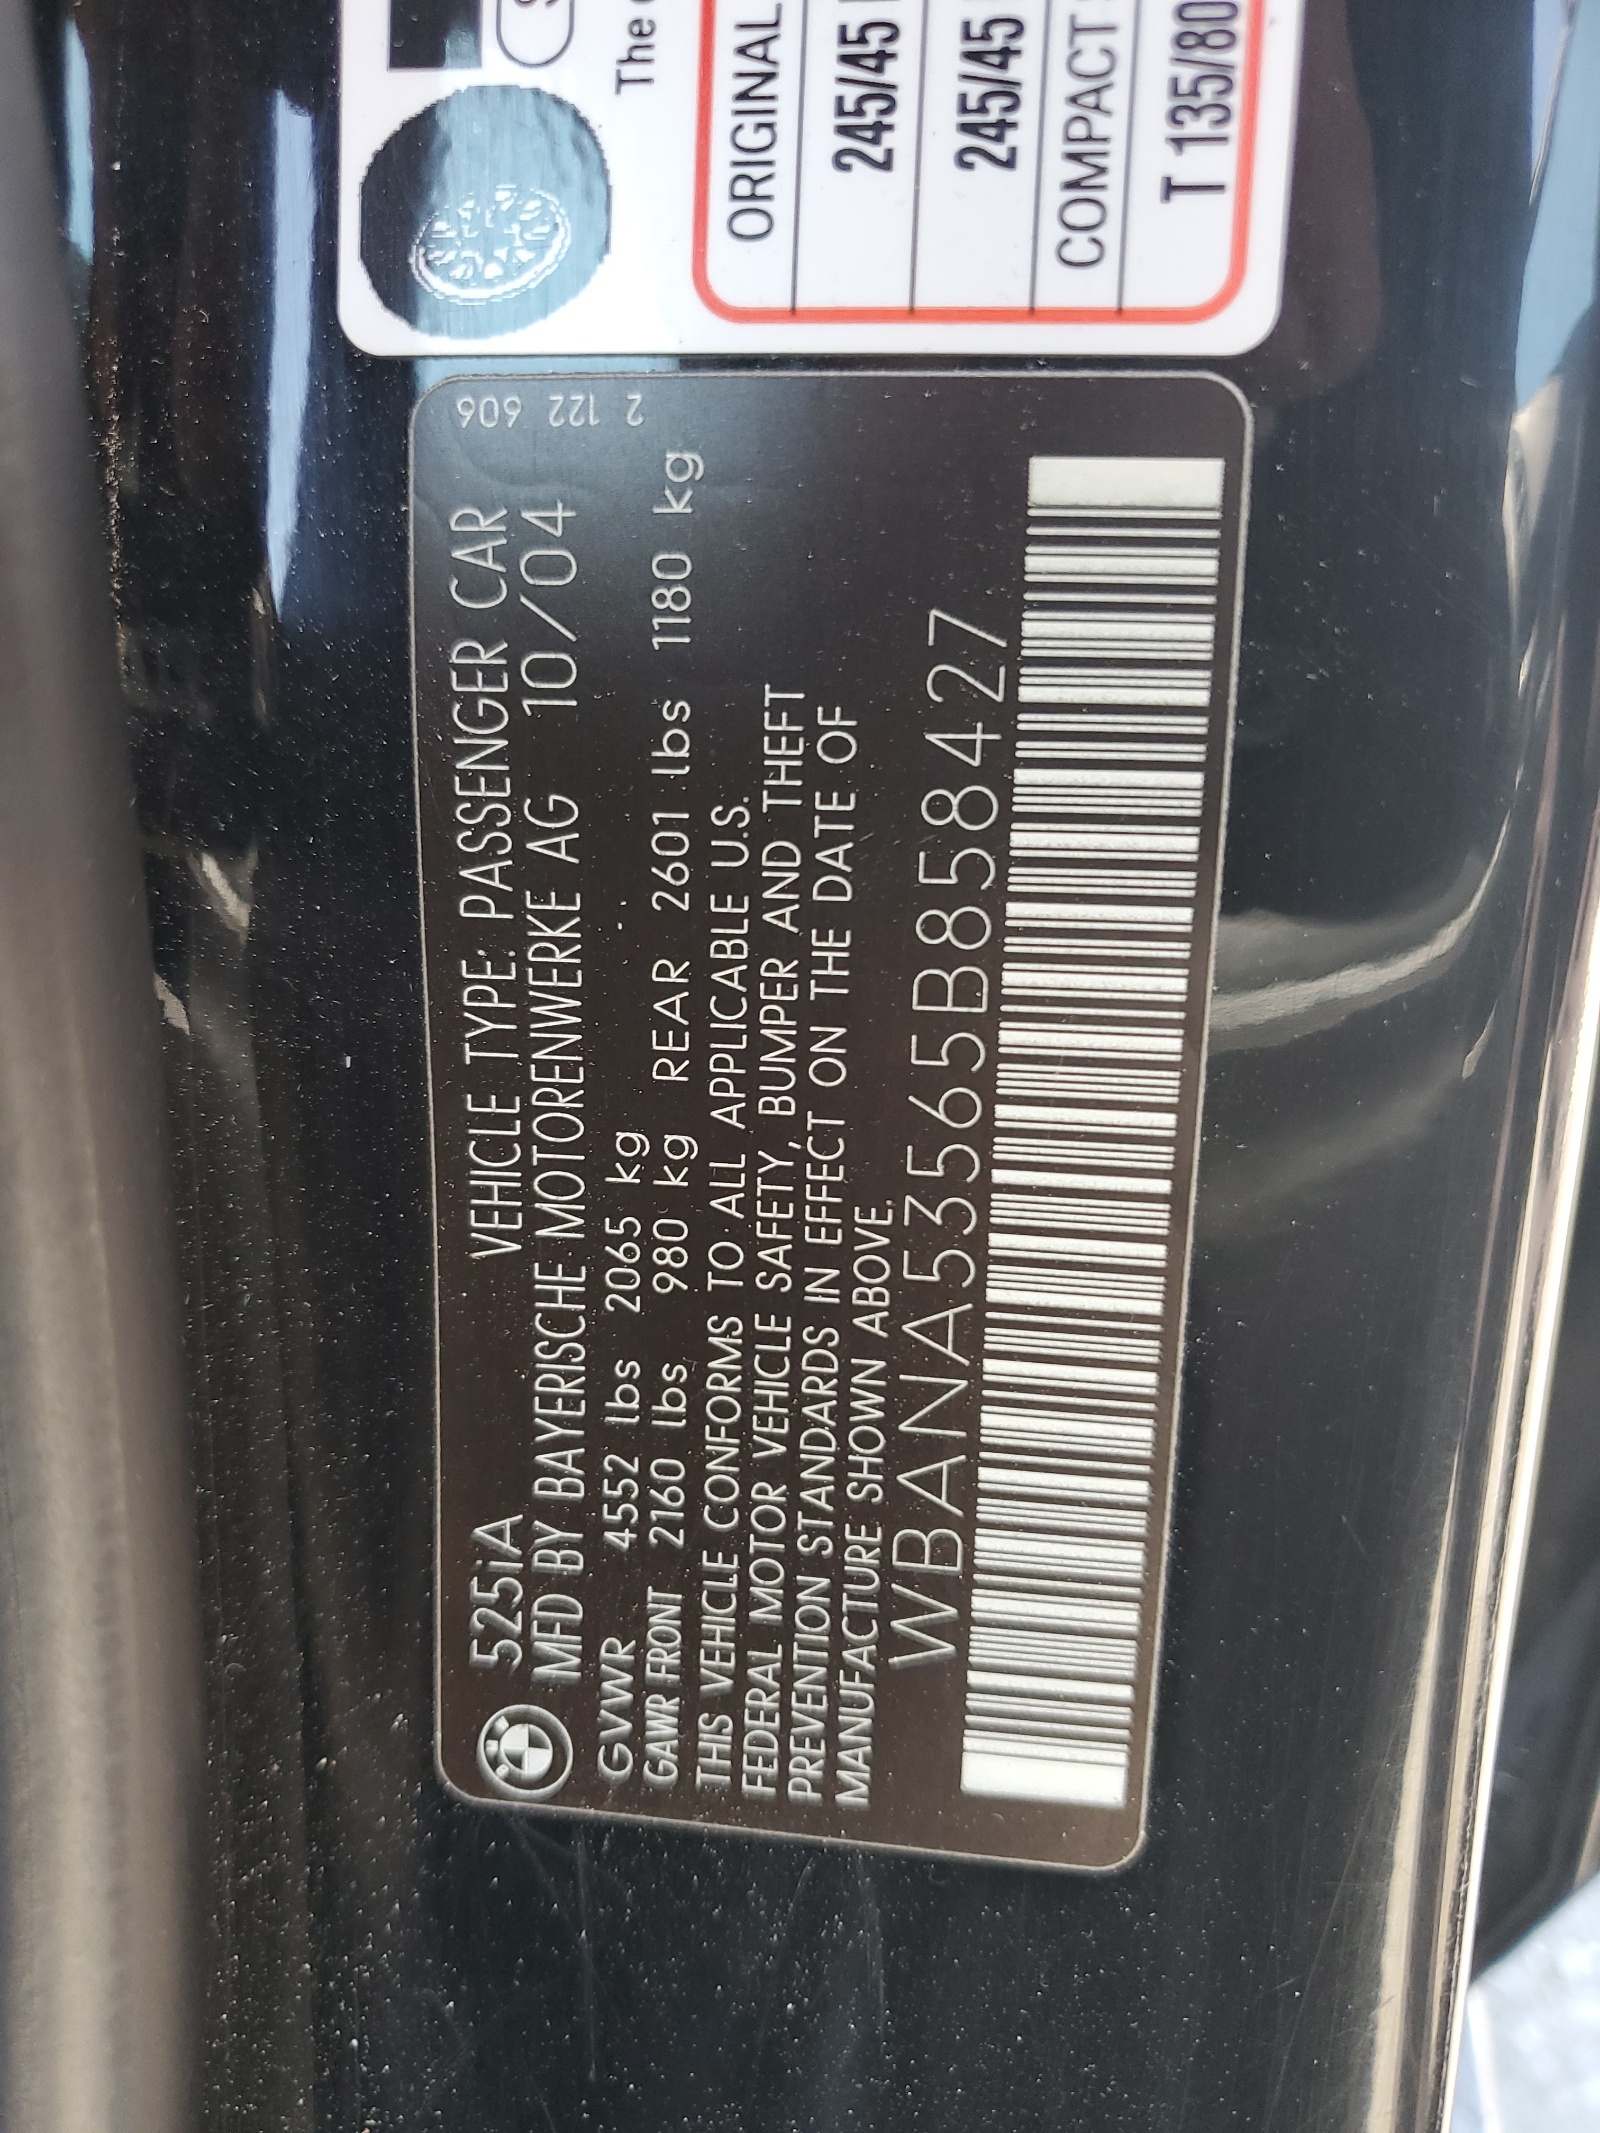 525iA VEHICLE TYPE: PASSENGER CAR
MFD BY BAYERISCHE MOTORENWERKE AG 10/04
GVWR 4552 lbs 2065 kg
GAWR FRONT 2160 lbs 980 kg REAR 2601 lbs 1180 kg
THIS VEHICLE CONFORMS TO ALL APPLICABLE U.S.
FEDERAL MOTOR VEHICLE SAFETY, BUMPER AND THEFT
PREVENTION STANDARDS IN EFFECT ON THE DATE OF
MANUFACTURE SHOWN ABOVE.
WBANA53565B858427
2 122 606
The
ORIGINAL
245/45
245/45
COMPACT
T 135/80